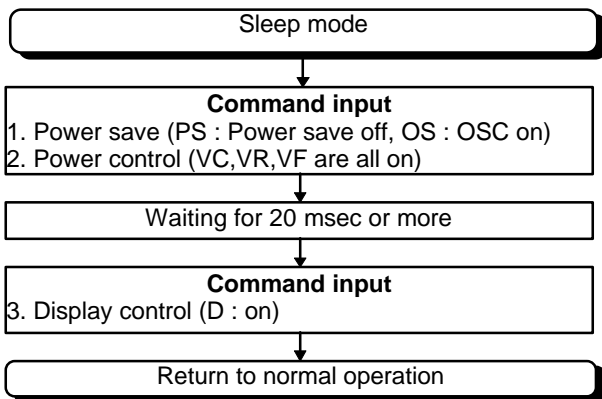 Sleep mode
Command input
1. Power save (PS : Power save off, OS : OSC on)
2. Power control (VC,VR,VF are all on)
Waiting for 20 msec or more
Command input
3. Display control (D : on)
Return to normal operation